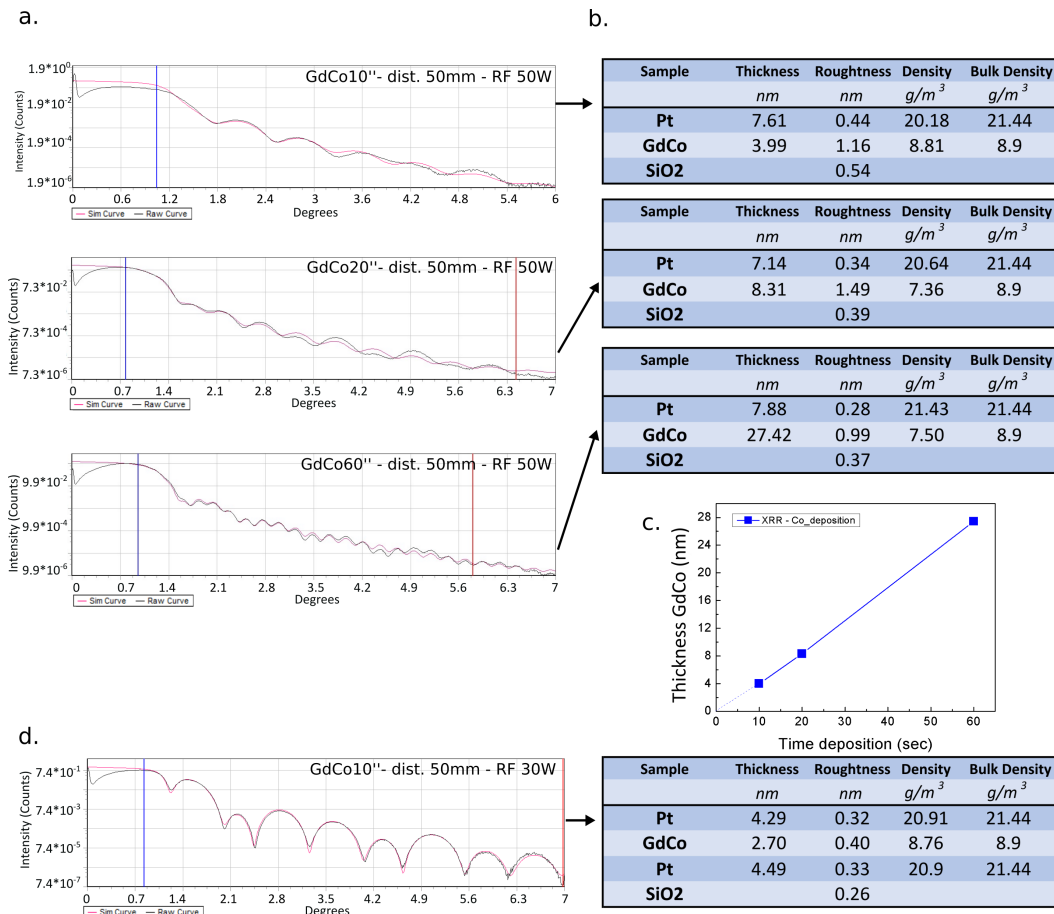 a.
GdCo10''- dist. 50mm - RF 50W
Intensity (Counts)
1.9*10^0
1.9*10^-2
1.9*10^-4
1.9*10^-6
0 0.6 1.2 1.8 2.4 3 3.6 4.2 4.8 5.4 6
Degrees
Sim Curve Raw Curve
GdCo20''- dist. 50mm - RF 50W
Intensity (Counts)
7.3*10^-2
7.3*10^-4
7.3*10^-6
0 0.7 1.4 2.1 2.8 3.5 4.2 4.9 5.6 6.3 7
Degrees
Sim Curve Raw Curve
GdCo60''- dist. 50mm - RF 50W
Intensity (Counts)
9.9*10^-2
9.9*10^-4
9.9*10^-6
0 0.7 1.4 2.1 2.8 3.5 4.2 4.9 5.6 6.3 7
Degrees
Sim Curve Raw Curve
b.
Sample Thickness Roughtness Density Bulk Density
nm nm g/m^3 g/m^3
Pt 7.61 0.44 20.18 21.44
GdCo 3.99 1.16 8.81 8.9
SiO2 0.54
Sample Thickness Roughtness Density Bulk Density
nm nm g/m^3 g/m^3
Pt 7.14 0.34 20.64 21.44
GdCo 8.31 1.49 7.36 8.9
SiO2 0.39
Sample Thickness Roughtness Density Bulk Density
nm nm g/m^3 g/m^3
Pt 7.88 0.28 21.43 21.44
GdCo 27.42 0.99 7.50 8.9
SiO2 0.37
c.
XRR - Co_deposition
Thickness GdCo (nm)
28
24
20
16
12
8
4
0
0 10 20 30 40 50 60
Time deposition (sec)
d.
GdCo10''- dist. 50mm - RF 30W
Intensity (Counts)
7.4*10^-1
7.4*10^-3
7.4*10^-5
7.4*10^-7
0 0.7 1.4 2.1 2.8 3.5 4.2 4.9 5.6 6.3 7
Degrees
Sim Curve Raw Curve
Sample Thickness Roughtness Density Bulk Density
nm nm g/m^3 g/m^3
Pt 4.29 0.32 20.91 21.44
GdCo 2.70 0.40 8.76 8.9
Pt 4.49 0.33 20.9 21.44
SiO2 0.26